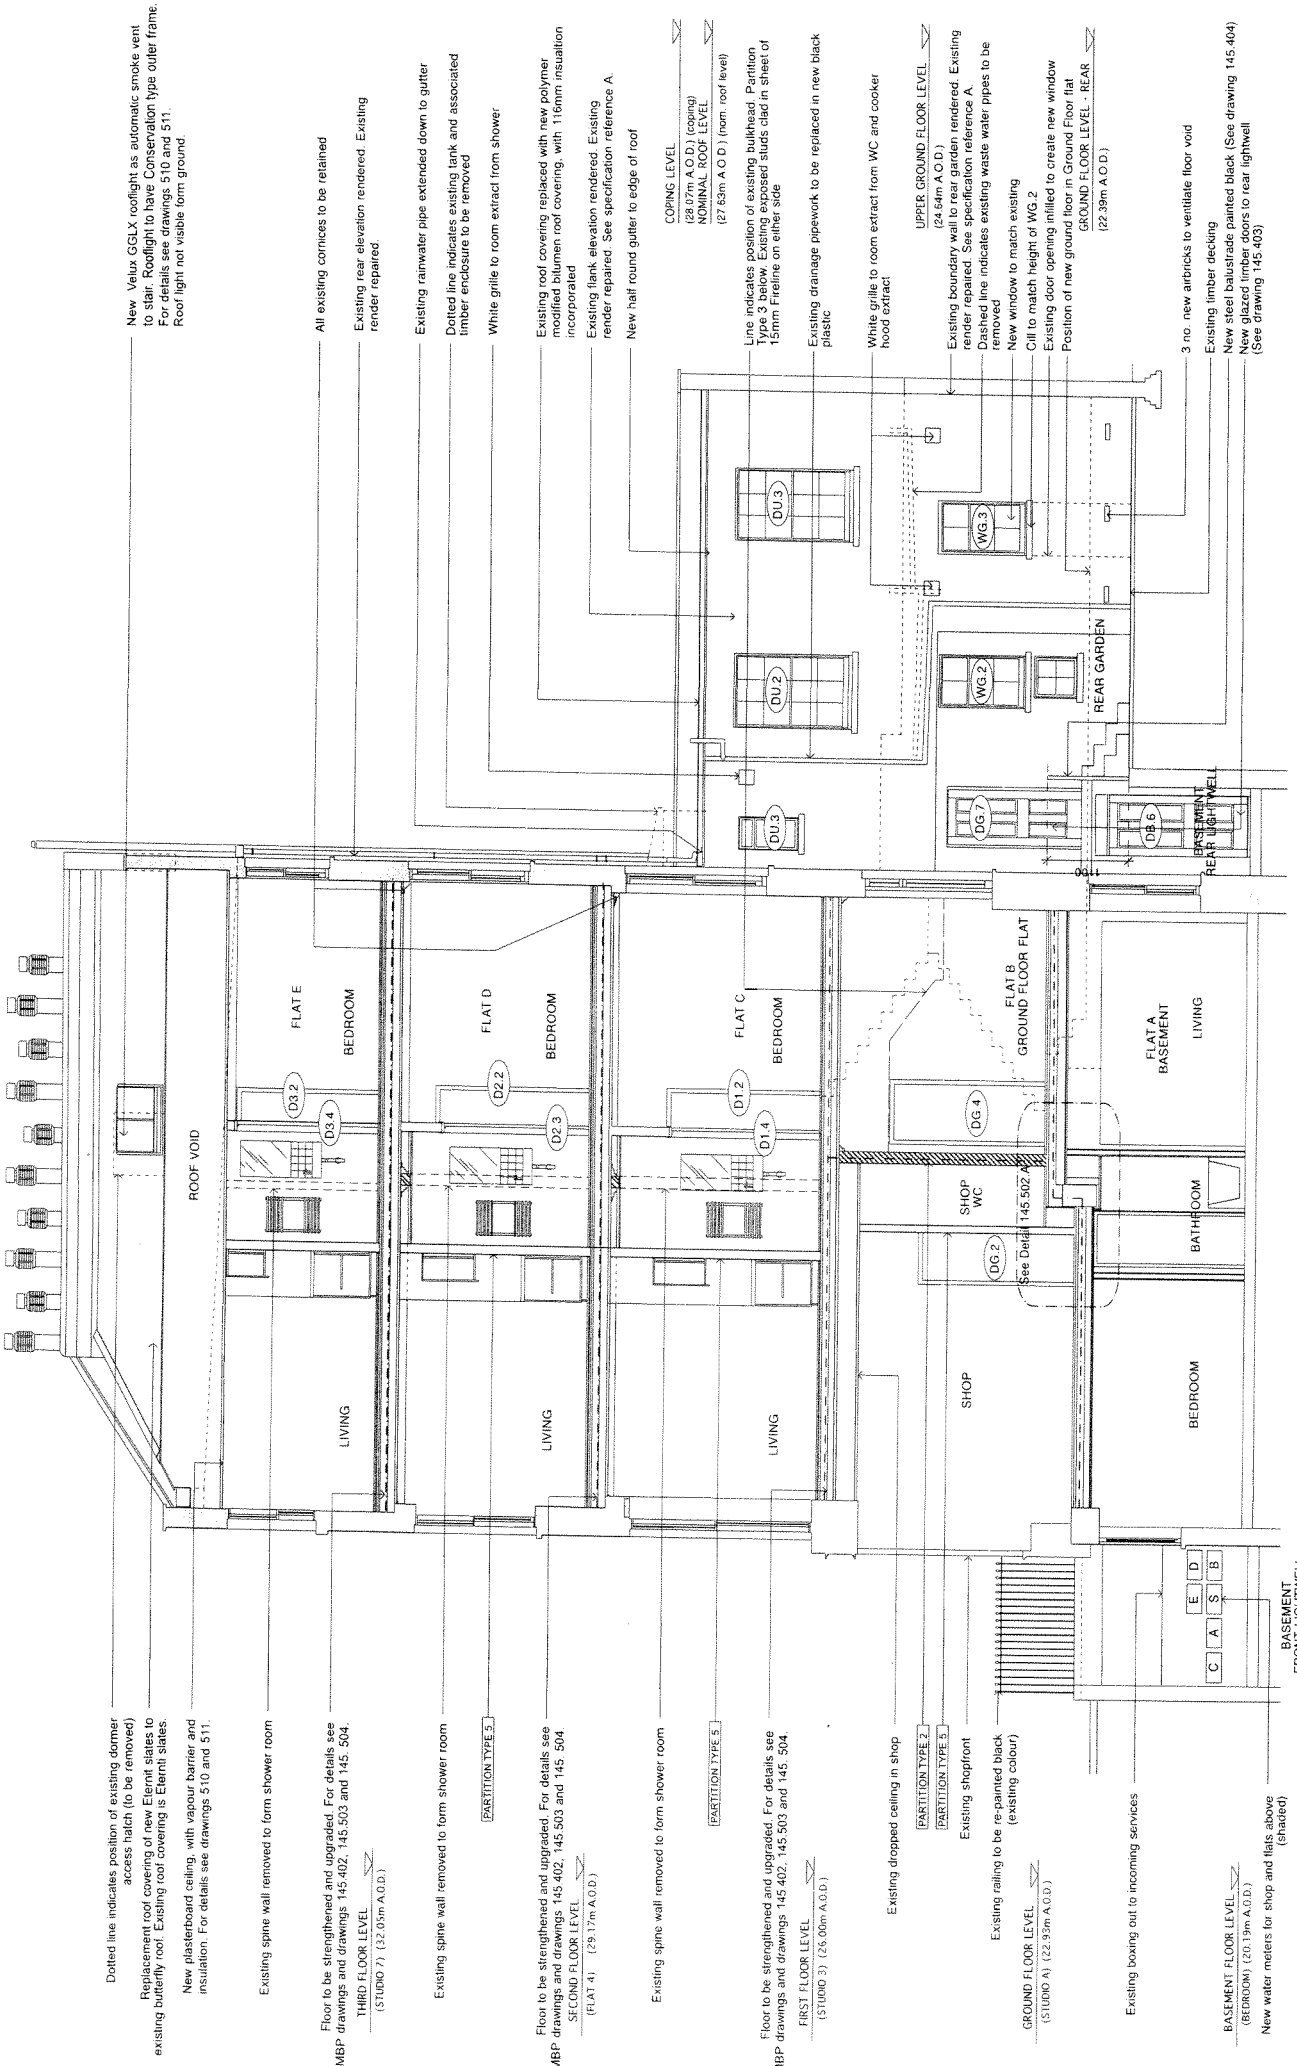 New Velux GGLX rooflight as automatic smoke vent
to stair. Rooflight to have Conservation type outer frame.
For details see drawings 510 and 511.
Roof light not visible form ground.
All existing cornices to be retained
Existing rear elevation rendered. Existing
render repaired.
Existing rainwater pipe extended down to gutter
Dotted line indicates existing tank and associated
timber enclosure to be removed
White grille to room extract from shower
Existing roof covering replaced with new polymer
modified bitumen roof covering, with 116mm insualtion
incorporated
Existing flank elevation rendered. Existing
render repaired. See specification reference A.
New half round gutter to edge of roof
COPING LEVEL
(28.07m A.O.D.) (coping)
NOMINAL ROOF LEVEL
(27.63m A.O.D.) (nom. roof level)
Line indicates position of existing bulkhead. Partition
Type 3 below. Existing exposed studs clad in sheet of
15mm Fireline on either side
Existing drainage pipework to be replaced in new black
plastic
White grille to room extract from WC and cooker
hood extract
UPPER GROUND FLOOR LEVEL
(24.64m A.O.D.)
Existing boundary wall to rear garden rendered. Existing
render repaired. See specification reference A.
Dashed line indicates existing waste water pipes to be
removed
New window to match existing
Cill to match height of WG.2
Existing door opening infilled to create new window
Position of new ground floor in Ground Floor flat
GROUND FLOOR LEVEL - REAR
(22.39m A.O.D.)
3 no. new airbricks to ventilate floor void
Existing timber decking
New steel balustrade painted black (See drawing 145.404)
New glazed timber doors to rear lightwell
(See drawing 145.403)
DU.3
DU.2
DU.3
WG.3
WG.2
DG.7
DB.6
REAR GARDEN
BASEMENT
REAR LIGHTWELL
1100
ROOF VOID
FLAT E
BEDROOM
D3.2
D3.4
LIVING
FLAT D
BEDROOM
D2.2
D2.3
LIVING
FLAT C
BEDROOM
D1.2
D1.4
LIVING
FLAT B
GROUND FLOOR FLAT
DG.4
SHOP
WC
DG.2
See Detail 145.502.A
SHOP
FLAT A
BASEMENT
LIVING
BATHROOM
BEDROOM
E D
C A S B
BASEMENT
FRONT LIGHTWELL
Dotted line indicates position of existing dormer
access hatch (to be removed)
Replacement roof covering of new Eternit slates to
existing butterfly roof. Existing roof covering is Eternti slates.
New plasterboard ceiling, with vapour barrier and
insulation. For details see drawings 510 and 511.
Existing spine wall removed to form shower room
Floor to be strengthened and upgraded. For details see
MBP drawings and drawings 145.402, 145.503 and 145. 504.
THIRD FLOOR LEVEL
(STUDIO 7) (32.05m A.O.D.)
Existing spine wall removed to form shower room
PARTITION TYPE 5
Floor to be strengthened and upgraded. For details see
MBP drawings and drawings 145.402, 145.503 and 145. 504
SECOND FLOOR LEVEL
(FLAT 4) (29.17m A.O.D.)
Existing spine wall removed to form shower room
PARTITION TYPE 5
Floor to be strengthened and upgraded. For details see
MBP drawings and drawings 145 402, 145.503 and 145. 504.
FIRST FLOOR LEVEL
(STUDIO 3) (26.00m A.O.D.)
Existing dropped ceiling in shop
PARTITION TYPE 2
PARTITION TYPE 5
Existing shopfront
Existing railing to be re-painted black
(existing colour)
GROUND FLOOR LEVEL
(STUDIO A) (22.93m A.O.D.)
Existing boxing out to incoming services
BASEMENT FLOOR LEVEL
(BEDROOM) (20.19m A.O.D.)
New water meters for shop and flats above
(shaded)